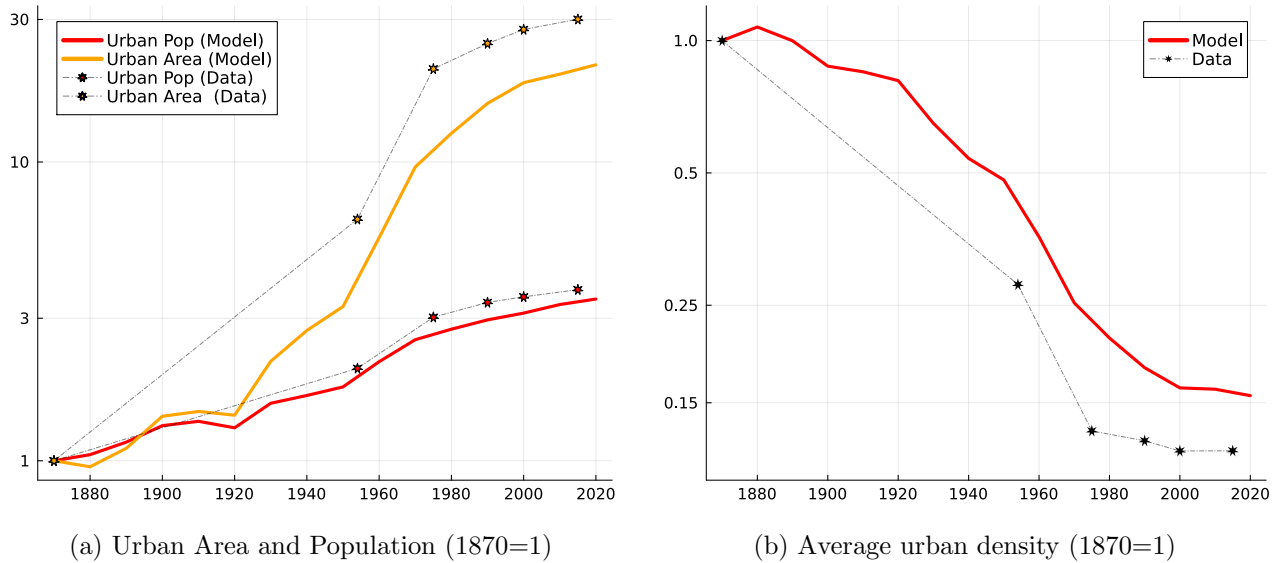 30
10
3
1
Urban Pop (Model)
Urban Area (Model)
Urban Pop (Data)
Urban Area  (Data)
1880 1900 1920 1940 1960 1980 2000 2020
(a) Urban Area and Population (1870=1)
1.0
0.5
0.25
0.15
Model
Data
1880 1900 1920 1940 1960 1980 2000 2020
(b) Average urban density (1870=1)